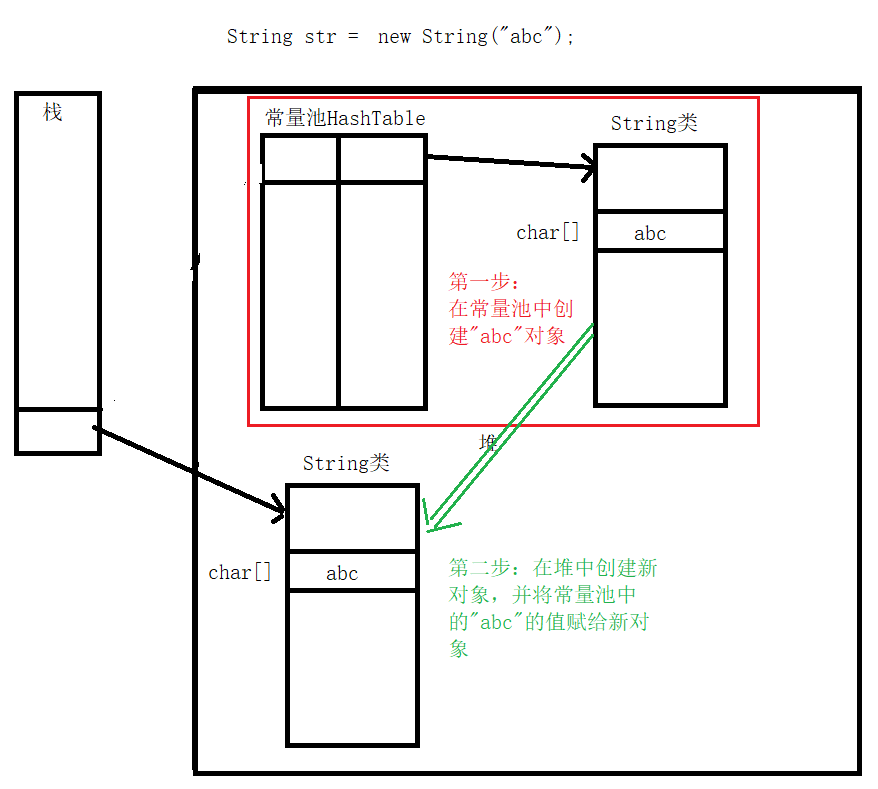 String str = new String("abc");
栈
常量池HashTable
String类
char[]
abc
第一步：
在常量池中创
建"abc"对象
堆
String类
char[]
abc
第二步：在堆中创建新
对象，并将常量池中
的"abc"的值赋给新对
象